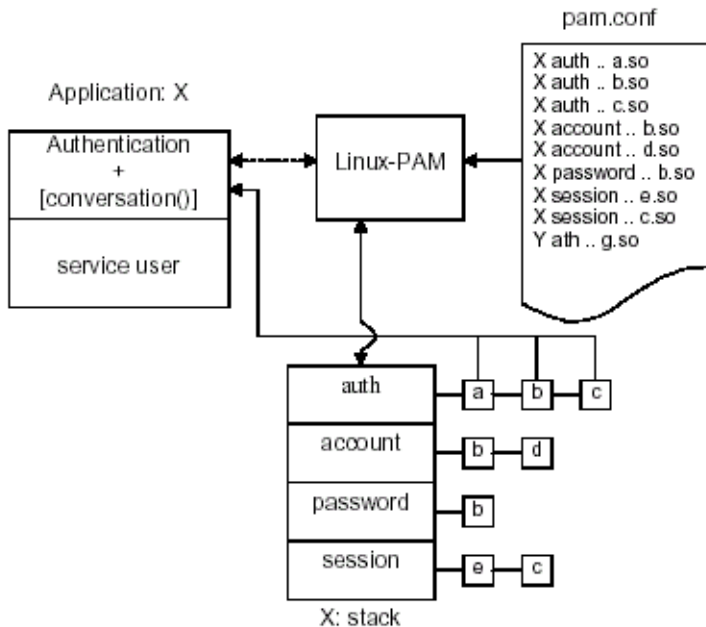 pam.conf
X auth .. a.so
X auth .. b.so
X auth .. c.so
X account .. b.so
X account .. d.so
X password .. b.so
X session .. e.so
X session .. c.so
Y ath .. g.so
Application: X
Authentication
+
[conversation()]
service user
Linux-PAM
auth
a
b
c
account
b
d
password
b
session
e
c
X: stack